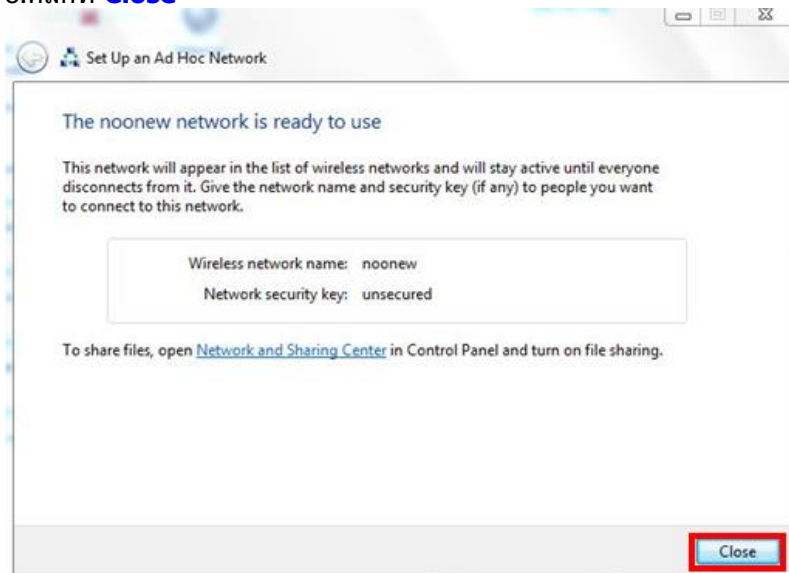 Close
Set Up an Ad Hoc Network
The noonew network is ready to use
This network will appear in the list of wireless networks and will stay active until everyone
disconnects from it. Give the network name and security key (if any) to people you want
to connect to this network.
Wireless network name: noonew
Network security key: unsecured
To share files, open Network and Sharing Center in Control Panel and turn on file sharing.
Close